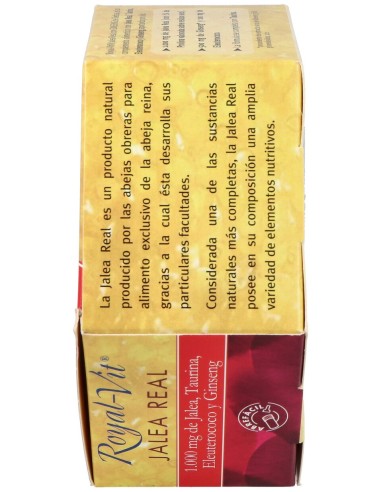 Royal-Vit®
JALEA REAL
1.000 mg de Jalea, Taurina,
Eleuterococo y Ginseng
ABREFÁCIL
La Jalea Real es un producto natural
producido por las abejas obreras para
alimento exclusivo de la abeja reina,
gracias a la cual ésta desarrolla sus
particulares facultades.
Considerada una de las sustancias
naturales más completas, la Jalea Real
posee en su composición una amplia
variedad de elementos nutritivos.